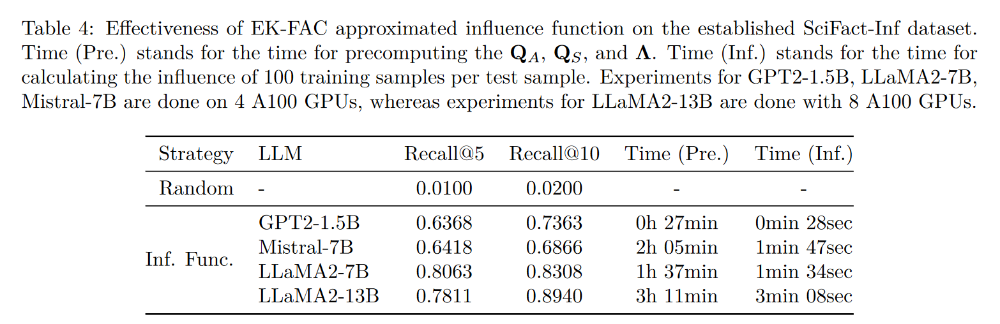 Table 4: Effectiveness of EK-FAC approximated influence function on the established SciFact-Inf dataset.
Time (Pre.) stands for the time for precomputing the Q_A, Q_S, and Λ. Time (Inf.) stands for the time for
calculating the influence of 100 training samples per test sample. Experiments for GPT2-1.5B, LLaMA2-7B,
Mistral-7B are done on 4 A100 GPUs, whereas experiments for LLaMA2-13B are done with 8 A100 GPUs.
Strategy LLM Recall@5 Recall@10 Time (Pre.) Time (Inf.)
Random - 0.0100 0.0200 - -
Inf. Func.
GPT2-1.5B 0.6368 0.7363 0h 27min 0min 28sec
Mistral-7B 0.6418 0.6866 2h 05min 1min 47sec
LLaMA2-7B 0.8063 0.8308 1h 37min 1min 34sec
LLaMA2-13B 0.7811 0.8940 3h 11min 3min 08sec